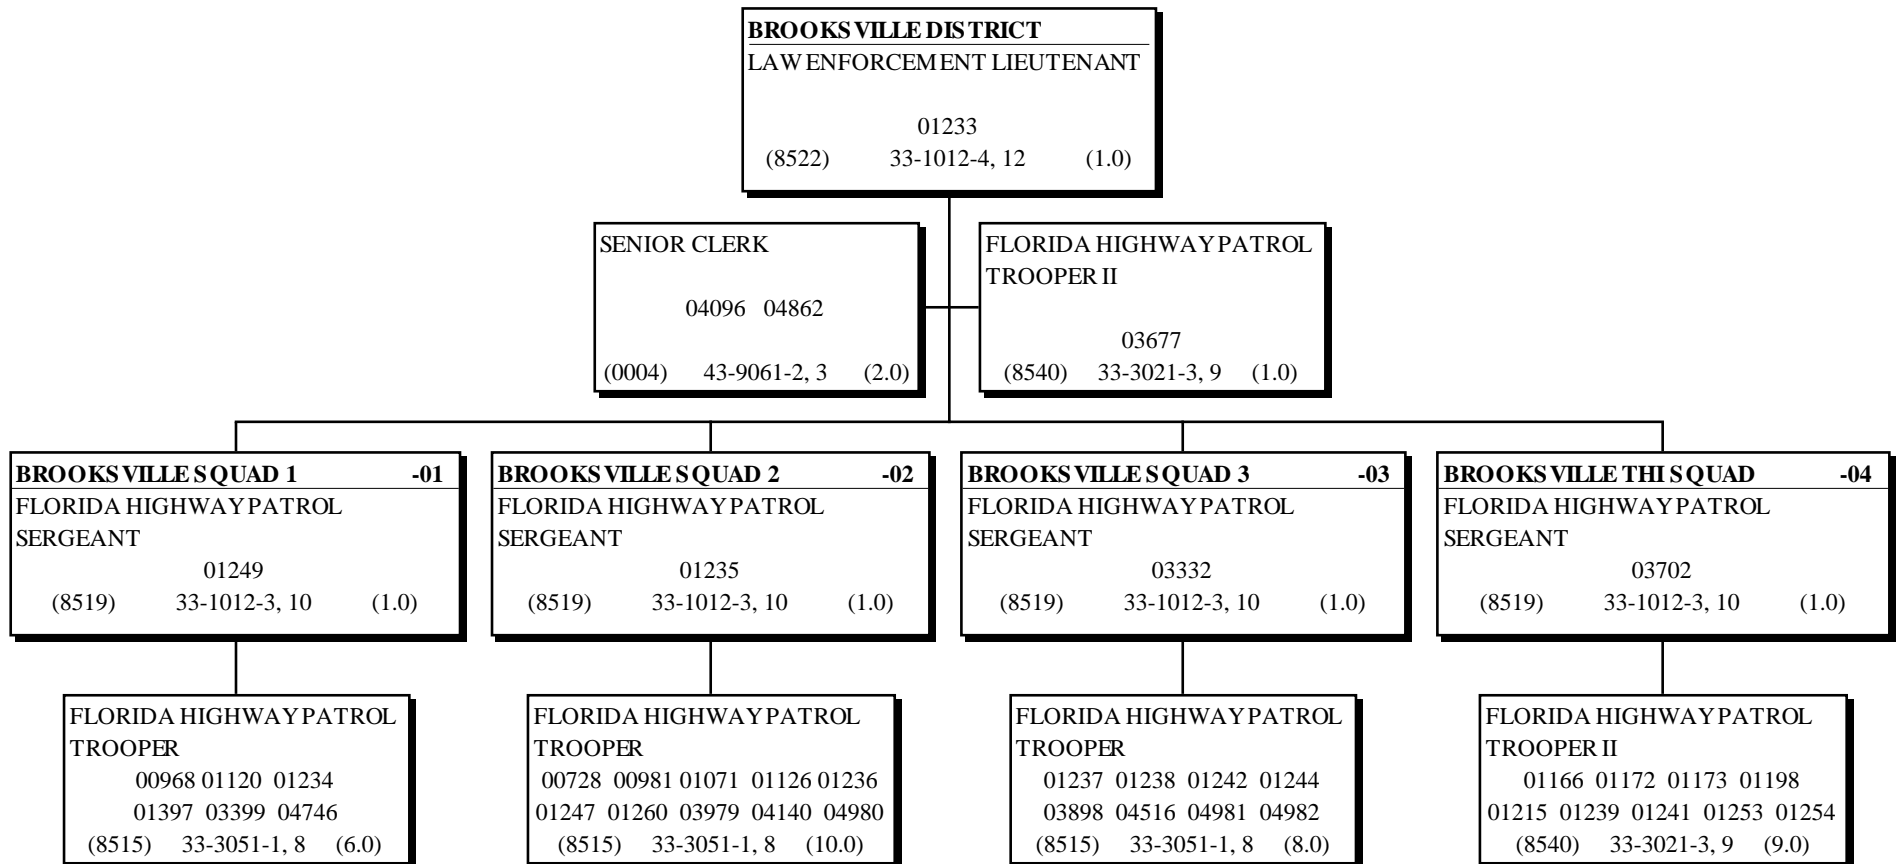 BROOKSVILLE DISTRICT
LAW ENFORCEMENT LIEUTENANT
01233
(8522) 33-1012-4, 12 (1.0)
SENIOR CLERK
04096 04862
(0004) 43-9061-2, 3 (2.0)
FLORIDA HIGHWAY PATROL
TROOPER II
03677
(8540) 33-3021-3, 9 (1.0)
BROOKSVILLE SQUAD 1 -01
FLORIDA HIGHWAY PATROL
SERGEANT
01249
(8519) 33-1012-3, 10 (1.0)
BROOKSVILLE SQUAD 2 -02
FLORIDA HIGHWAY PATROL
SERGEANT
01235
(8519) 33-1012-3, 10 (1.0)
BROOKSVILLE SQUAD 3 -03
FLORIDA HIGHWAY PATROL
SERGEANT
03332
(8519) 33-1012-3, 10 (1.0)
BROOKSVILLE THI SQUAD -04
FLORIDA HIGHWAY PATROL
SERGEANT
03702
(8519) 33-1012-3, 10 (1.0)
FLORIDA HIGHWAY PATROL
TROOPER
00968 01120 01234
01397 03399 04746
(8515) 33-3051-1, 8 (6.0)
FLORIDA HIGHWAY PATROL
TROOPER
00728 00981 01071 01126 01236
01247 01260 03979 04140 04980
(8515) 33-3051-1, 8 (10.0)
FLORIDA HIGHWAY PATROL
TROOPER
01237 01238 01242 01244
03898 04516 04981 04982
(8515) 33-3051-1, 8 (8.0)
FLORIDA HIGHWAY PATROL
TROOPER II
01166 01172 01173 01198
01215 01239 01241 01253 01254
(8540) 33-3021-3, 9 (9.0)